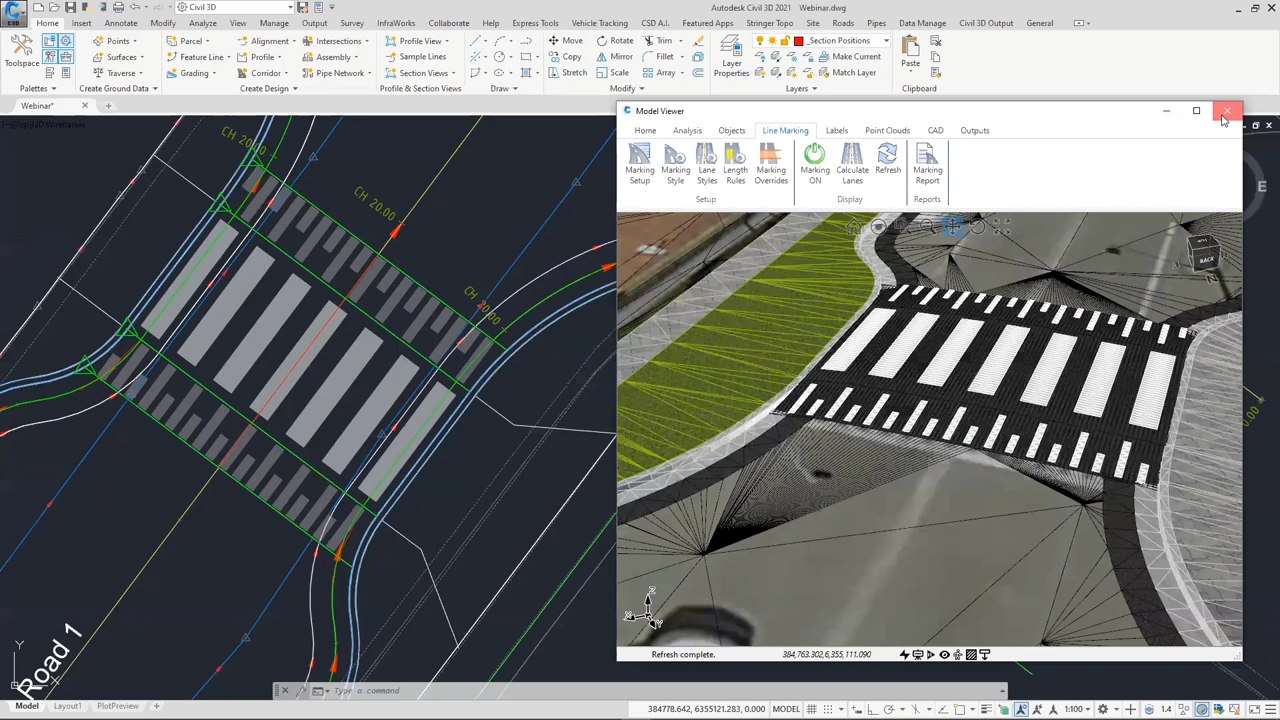 Civil 3D
Autodesk Civil 3D 2021 Webinar.dwg
Home Insert Annotate Modify Analyze View Manage Output Survey InfraWorks Collaborate Help Express Tools Vehicle Tracking CSD A.I. Featured Apps Stringer Topo Site Roads Pipes Data Manage Civil 3D Output General
Toolspace
Palettes
Points
Surfaces
Traverse
Create Ground Data
Parcel
Feature Line
Grading
Alignment
Profile
Corridor
Intersections
Assembly
Pipe Network
Create Design
Profile View
Sample Lines
Section Views
Profile & Section Views
Draw
Move Rotate Trim
Copy Mirror Fillet
Stretch Scale Array
Modify
Layer
Properties
_Section Positions
Make Current
Match Layer
Layers
Paste
Clipboard
Webinar*
CH 20.00
CH 20.00
Road 1
Y
Model Viewer
Home Analysis Objects Line Marking Labels Point Clouds CAD Outputs
Marking
Setup
Marking
Style
Lane
Styles
Length
Rules
Marking
Overrides
Setup
Marking
ON
Calculate
Lanes
Refresh
Display
Marking
Report
Reports
BACK
E
Z
Refresh complete. 384,763.302,6,355,111.090
Type a command
Model Layout1 PlotPreview
384778.642, 6355121.283, 0.000 MODEL 1:100 1.4